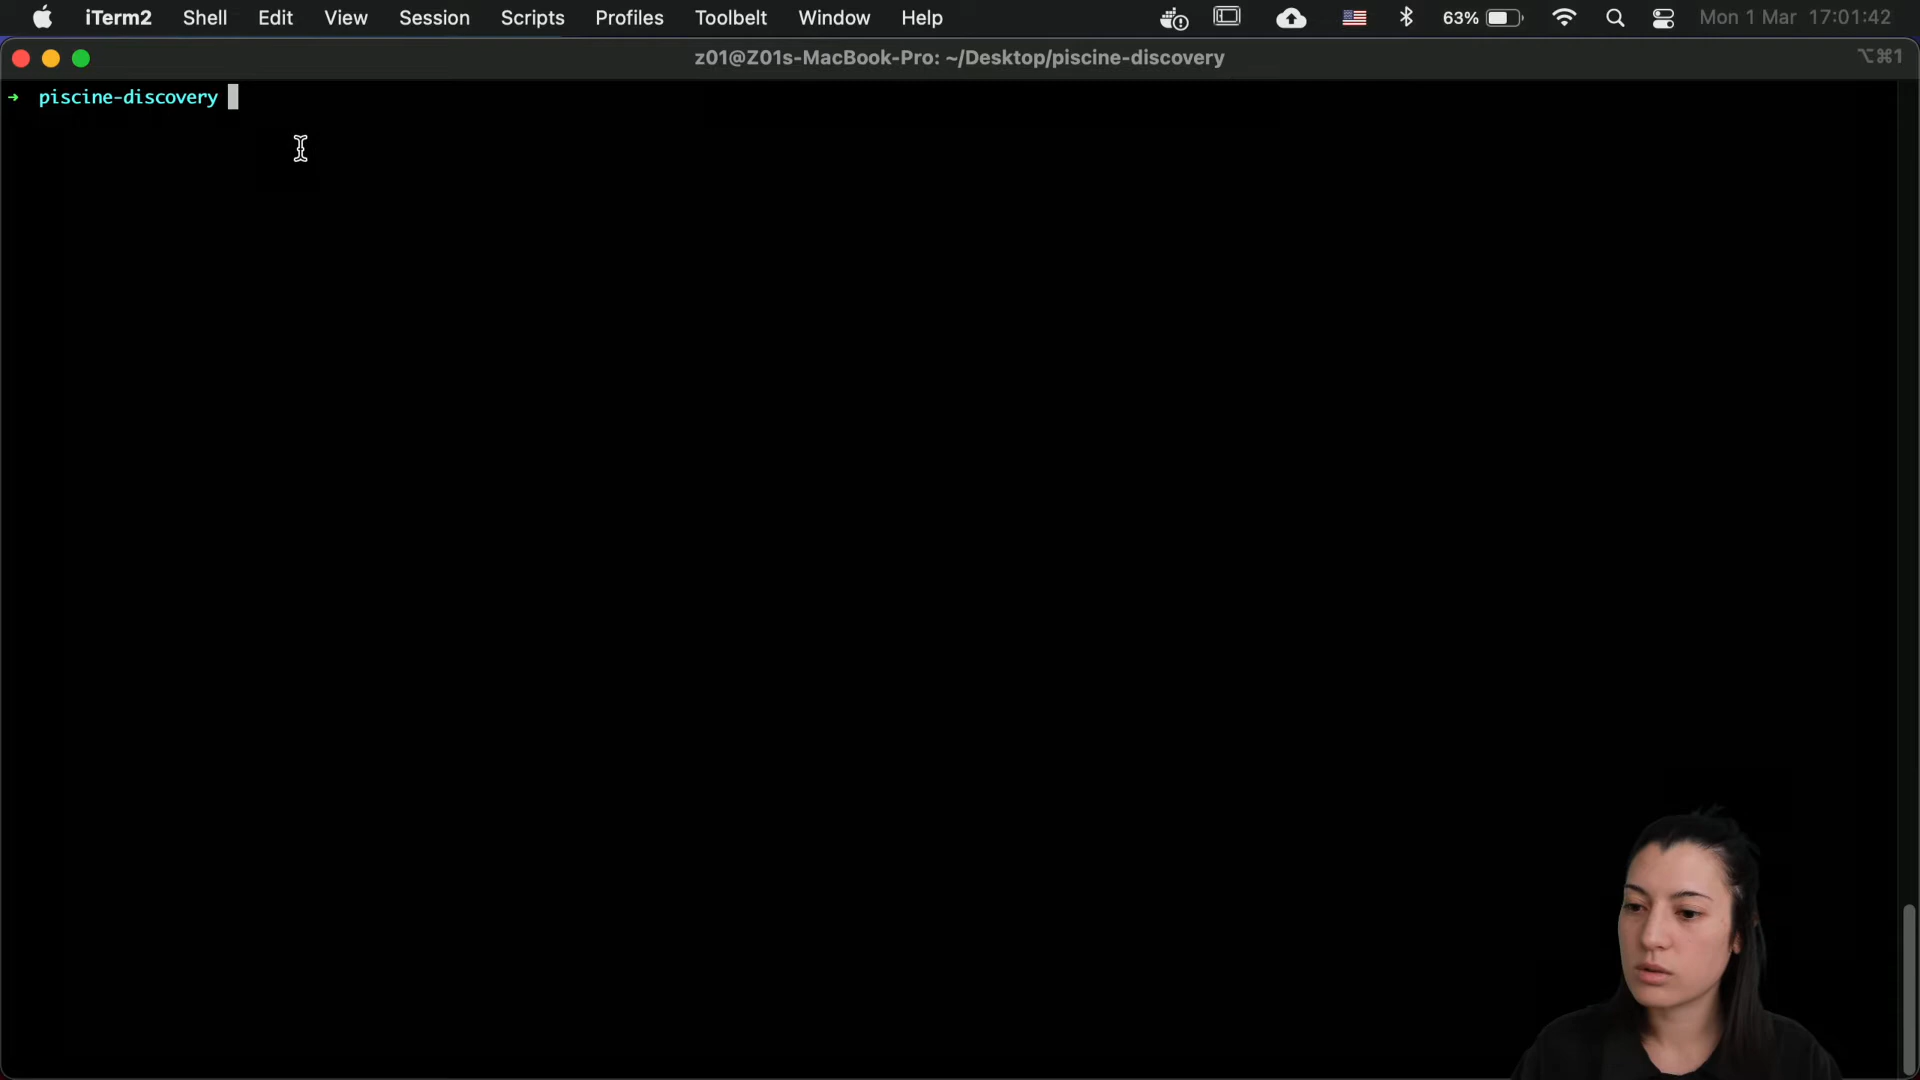 iTerm2 Shell Edit View Session Scripts Profiles Toolbelt Window Help 63% Mon 1 Mar 17:01:42
z01@Z01s-MacBook-Pro: ~/Desktop/piscine-discovery ⌥⌘1
→ piscine-discovery